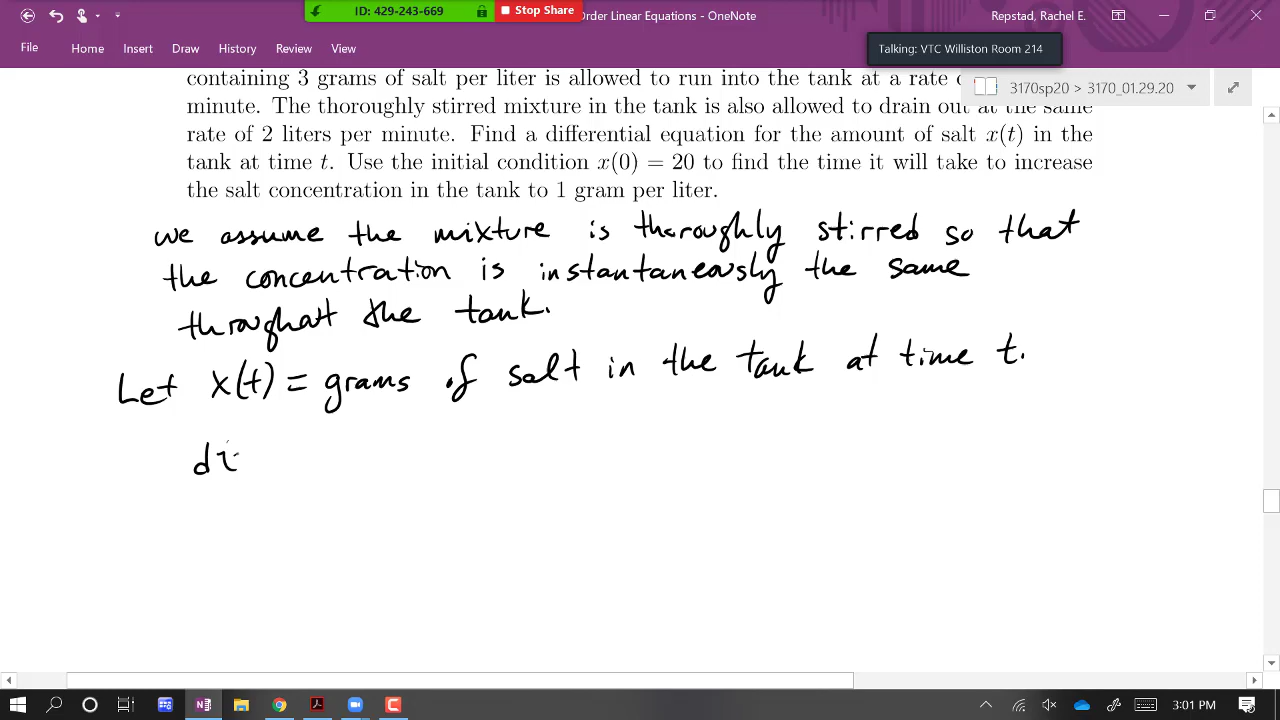 ID: 429-243-669
Stop Share
Order Linear Equations - OneNote
Repstad, Rachel E.
File
Home
Insert
Draw
History
Review
View
Talking: VTC Williston Room 214
3170sp20 > 3170_01.29.20
containing 3 grams of salt per liter is allowed to run into the tank at a rate
minute. The thoroughly stirred mixture in the tank is also allowed to drain out at the same
rate of 2 liters per minute. Find a differential equation for the amount of salt x(t) in the
tank at time t. Use the initial condition x(0) = 20 to find the time it will take to increase
the salt concentration in the tank to 1 gram per liter.
we assume the mixture is thoroughly stirred so that
the concentration is instantaneously the same
throughout the tank.
Let x(t) = grams of salt in the tank at time t.
3:01 PM